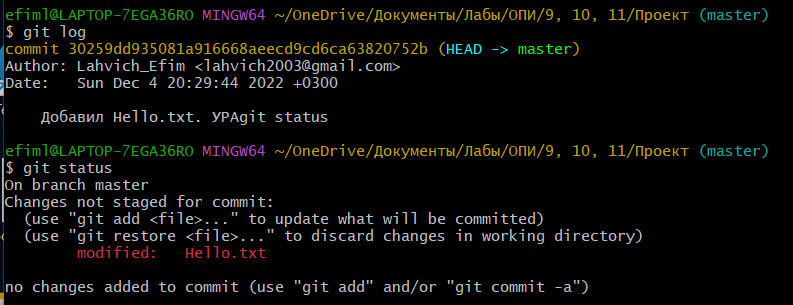 efiml@LAPTOP-7EGA36RO MINGW64 ~/OneDrive/Документы/Лабы/ОПИ/9, 10, 11/Проект (master)
$ git log
commit 30259dd935081a916668aeecd9cd6ca63820752b (HEAD -> master)
Author: Lahvich_Efim <lahvich2003@gmail.com>
Date:   Sun Dec 4 20:29:44 2022 +0300
    Добавил Hello.txt. УРАgit status
efiml@LAPTOP-7EGA36RO MINGW64 ~/OneDrive/Документы/Лабы/ОПИ/9, 10, 11/Проект (master)
$ git status
On branch master
Changes not staged for commit:
  (use "git add <file>..." to update what will be committed)
  (use "git restore <file>..." to discard changes in working directory)
        modified:   Hello.txt
no changes added to commit (use "git add" and/or "git commit -a")